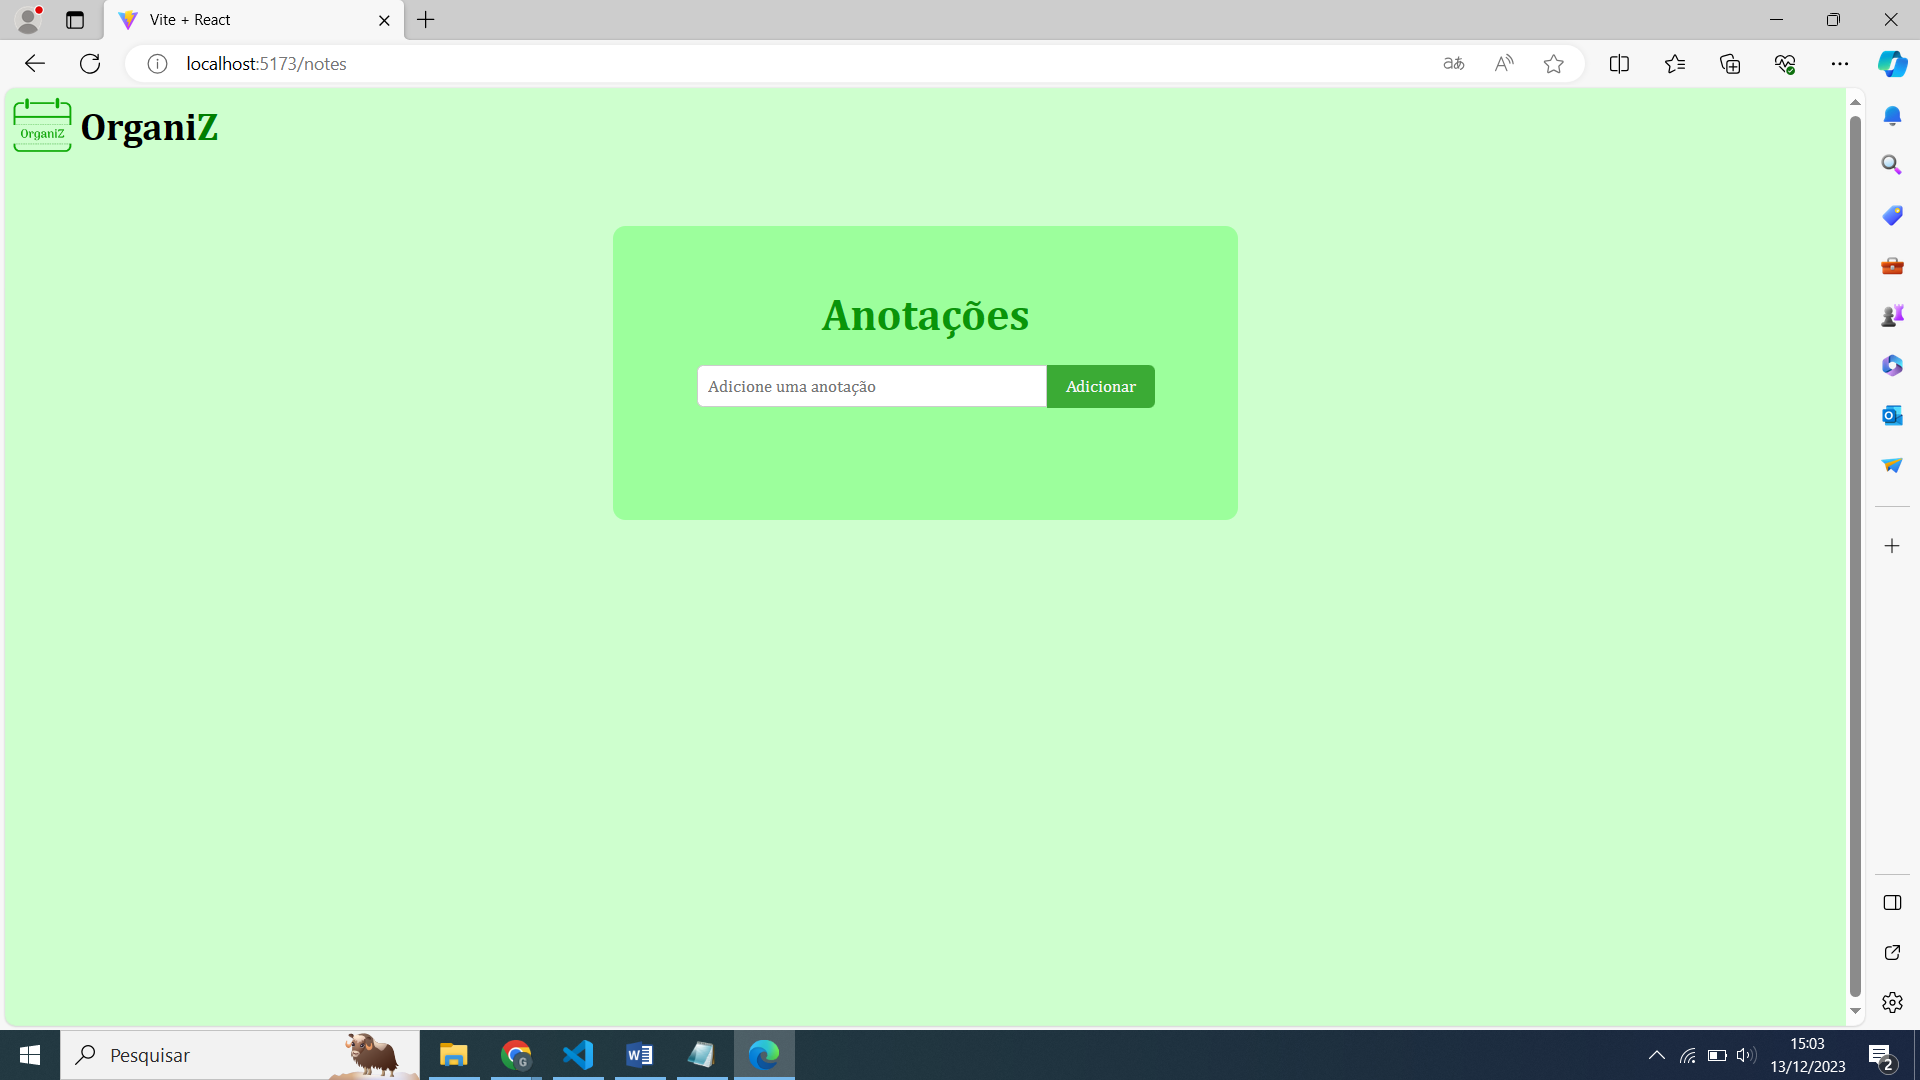 Vite + React
localhost:5173/notes
OrganiZ
OrganiZ
Anotações
Adicione uma anotação
Adicionar
Pesquisar
G
15:03
13/12/2023
2